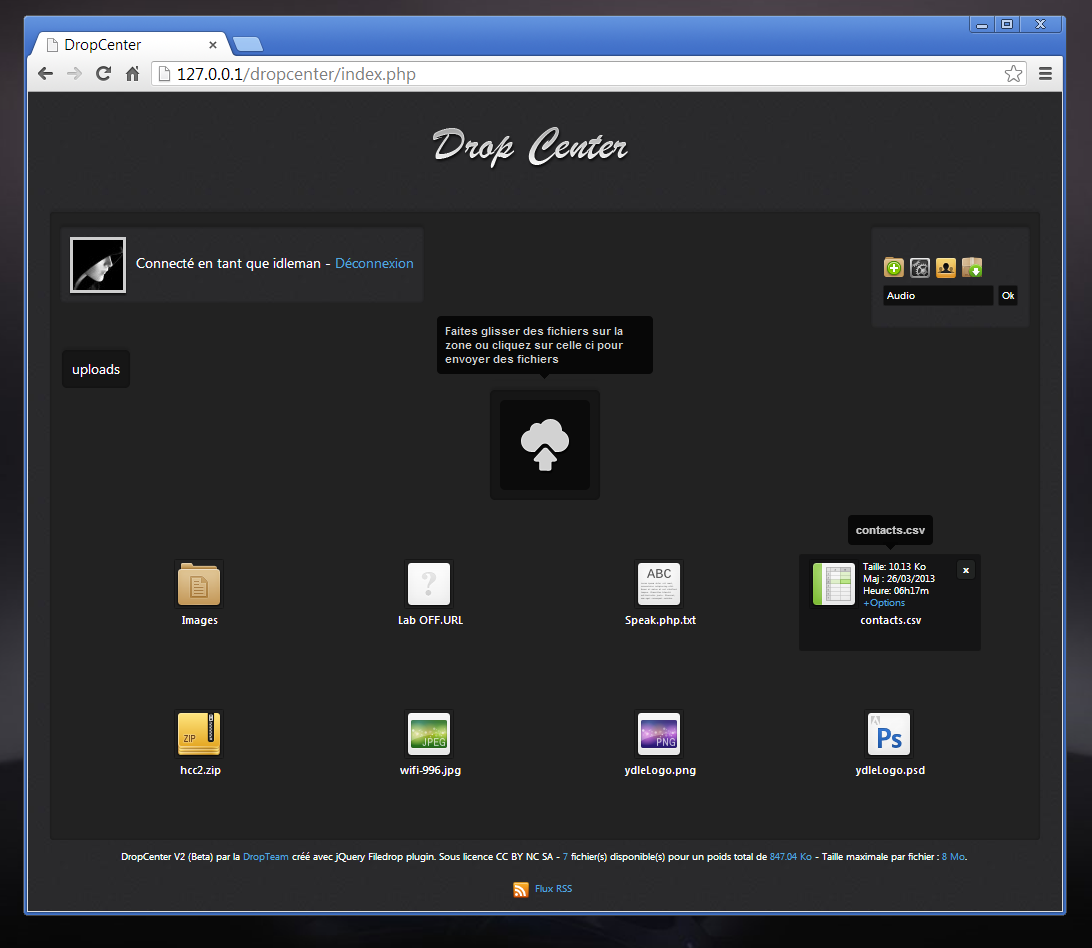 DropCenter
127.0.0.1/dropcenter/index.php
Drop Center
Connecté en tant que idleman - Déconnexion
Audio
Ok
Faites glisser des fichiers sur la
zone ou cliquez sur celle ci pour
envoyer des fichiers
uploads
contacts.csv
Taille: 10.13 Ko
Maj : 26/03/2013
Heure: 06h17m
+Options
x
ABC
Images
Lab OFF.URL
Speak.php.txt
contacts.csv
ZIP
JPEG
PNG
A
Ps
hcc2.zip
wifi-996.jpg
ydleLogo.png
ydleLogo.psd
DropCenter V2 (Beta) par la DropTeam créé avec jQuery Filedrop plugin. Sous licence CC BY NC SA - 7 fichier(s) disponible(s) pour un poids total de 847.04 Ko - Taille maximale par fichier : 8 Mo.
Flux RSS